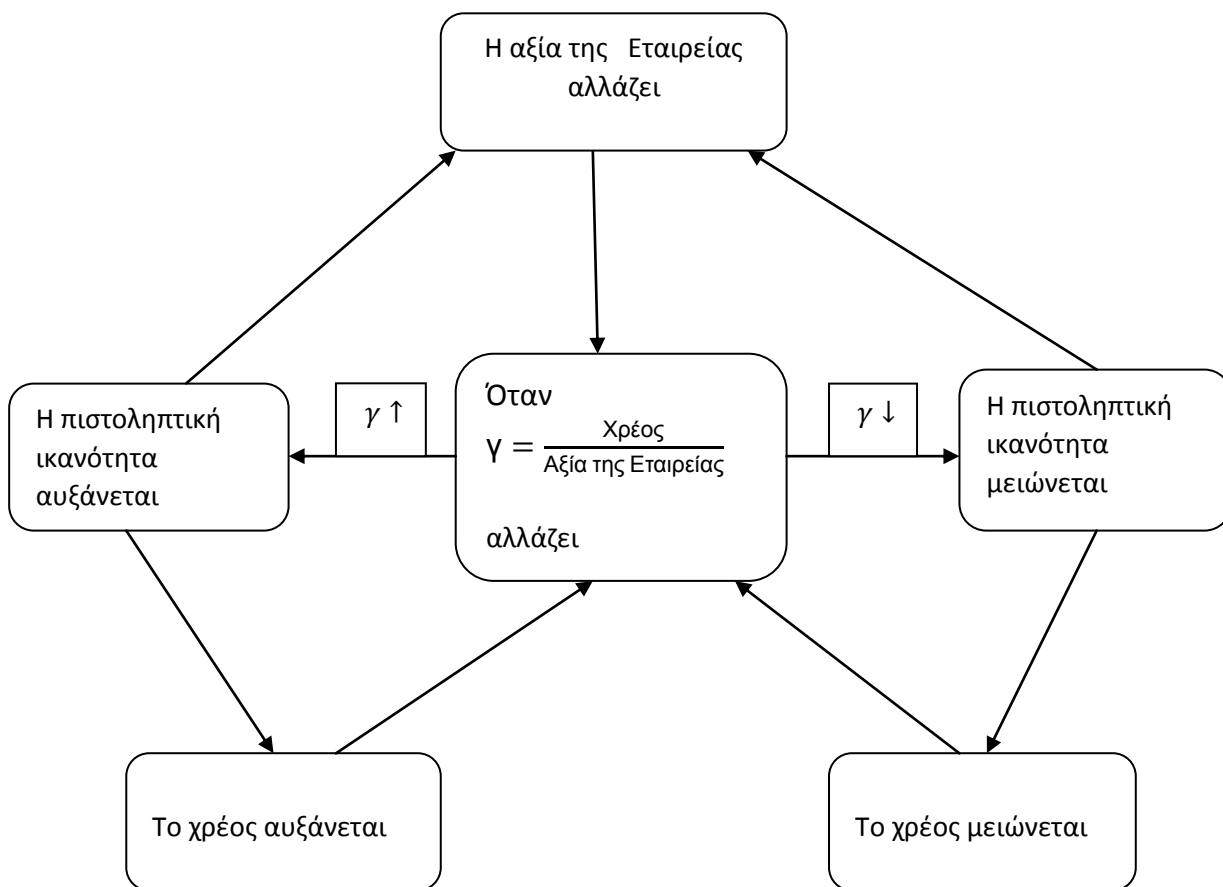 Η αξία της Εταιρείας
αλλάζει
Η πιστοληπτική
ικανότητα
αυξάνεται
γ ↑
Όταν
γ = Χρέος / Αξία της Εταιρείας
αλλάζει
γ ↓
Η πιστοληπτική
ικανότητα
μειώνεται
Το χρέος αυξάνεται
Το χρέος μειώνεται